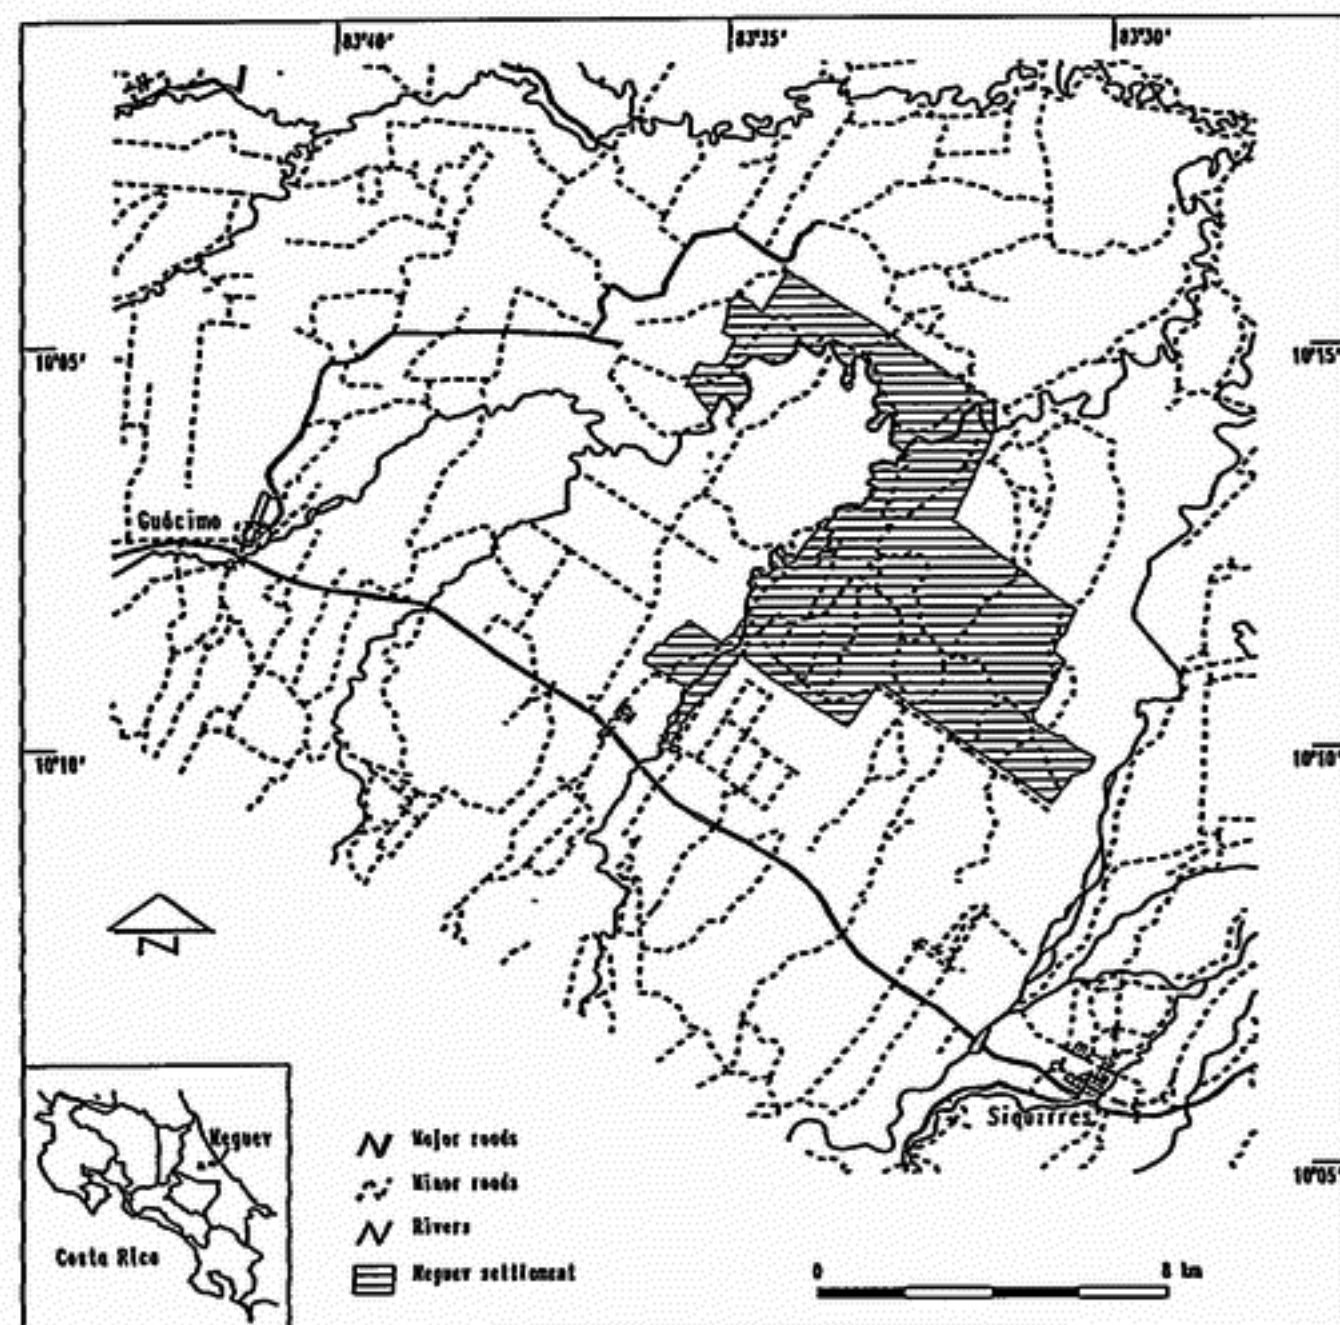 83°40'
83°35'
83°30'
10°05'
10°15'
Guácimo
10°10'
10°10'
Neguev
Siquirres
10°05'
Costa Rica
Major roads
Minor roads
Rivers
Neguev settlement
0
8 km
N